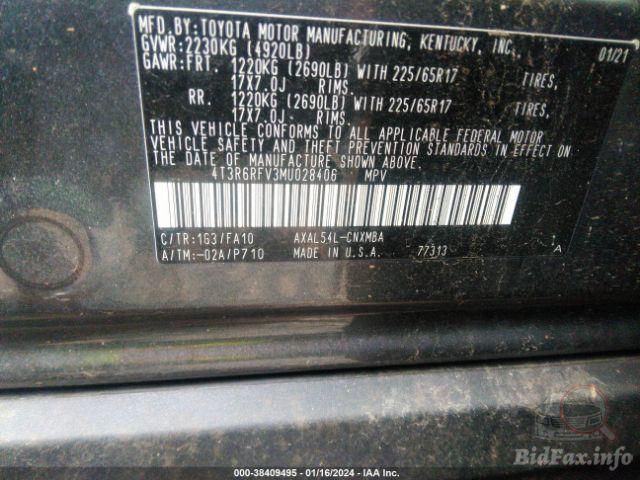 MFD.BY:TOYOTA MOTOR MANUFACTURING, KENTUCKY, INC. 01/21
GVWR:2230KG (4920LB)
GAWR:FRT. 1220KG (2690LB) WITH 225/65R17 TIRES,
17X7.0J RIMS.
RR. 1220KG (2690LB) WITH 225/65R17 TIRES,
17X7.0J RIMS.
THIS VEHICLE CONFORMS TO ALL APPLICABLE FEDERAL MOTOR
VEHICLE SAFETY AND THEFT PREVENTION STANDARDS IN EFFECT ON
THE DATE OF MANUFACTURE SHOWN ABOVE.
4T3R6RFV3MU028406 MPV
C/TR:1G3/FA10 AXAL54L-CNXMBA
A/TM:-02A/P710 MADE IN U.S.A. 77313 A
000-38409495 - 01/16/2024 - IAA Inc.
BidFax.info